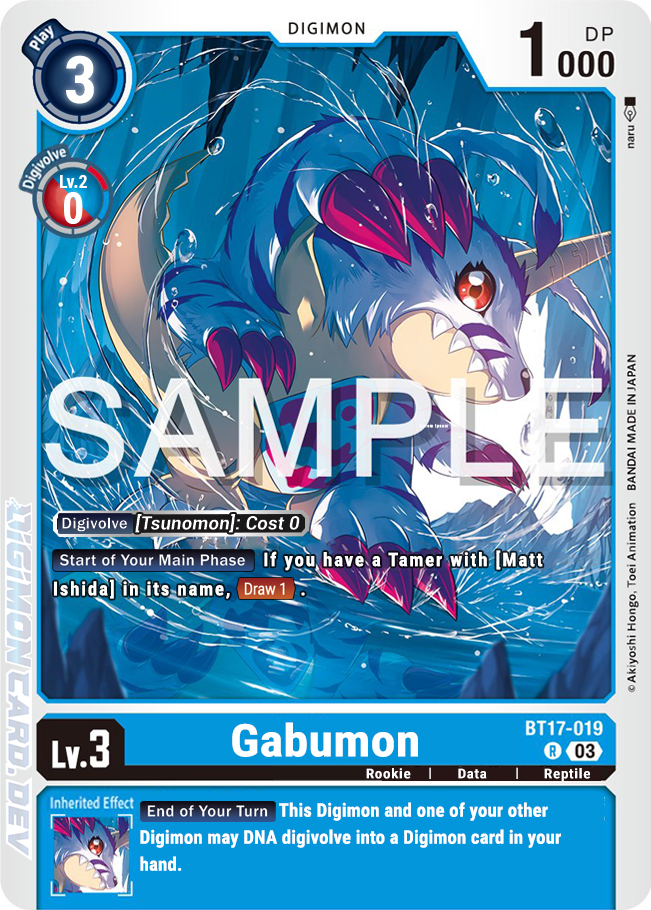 DIGIMON
Play
3
1000
DP
naru
Digivolve
Lv.2
0
SAMPLE
Digivolve [Tsunomon]: Cost 0
Start of Your Main Phase If you have a Tamer with [Matt
Ishida] in its name, Draw 1 .
© Akiyoshi Hongo, Toei Animation BANDAI MADE IN JAPAN
DIGIMONCARD.DEV
Lv.3
Gabumon
BT17-019
R 03
Rookie | Data | Reptile
Inherited Effect
End of Your Turn This Digimon and one of your other
Digimon may DNA digivolve into a Digimon card in your
hand.